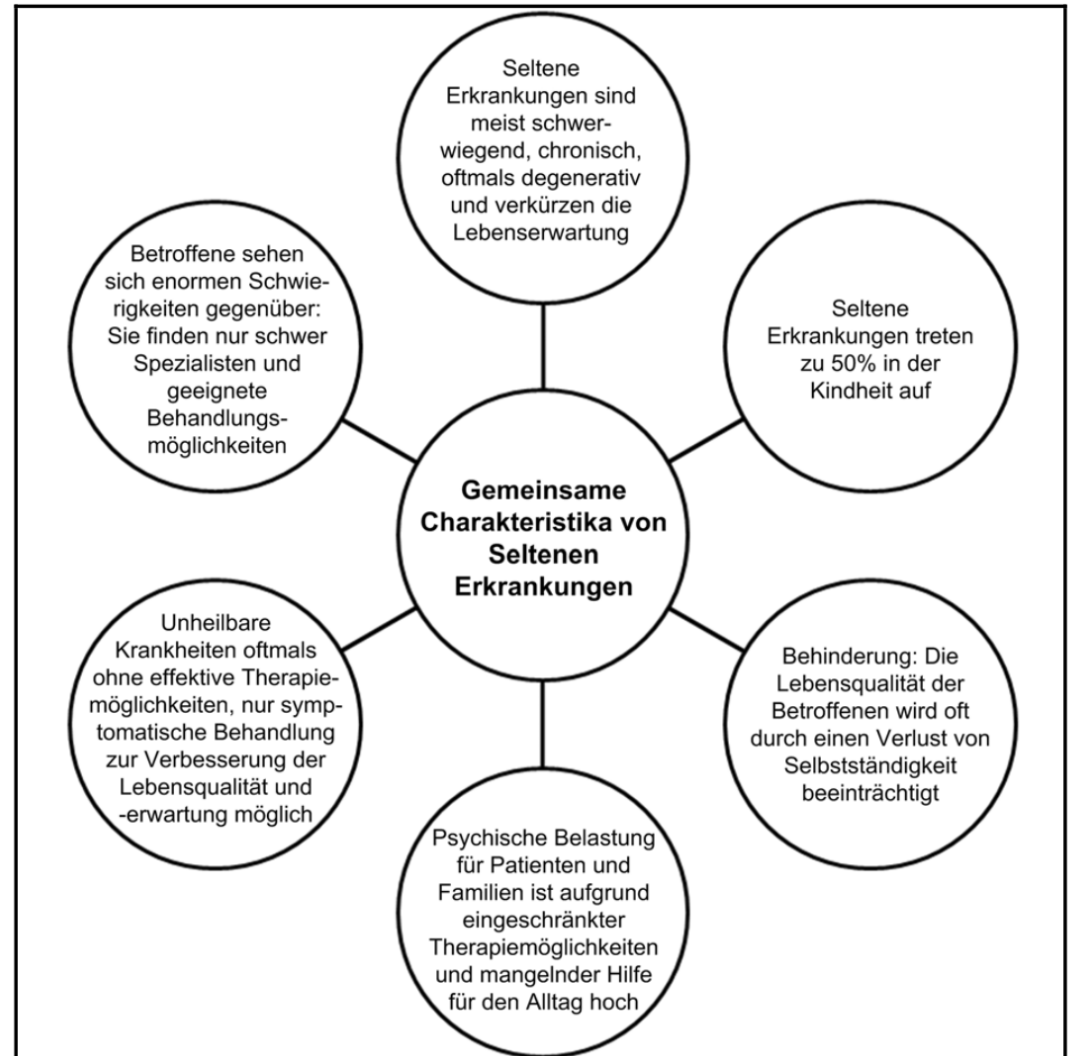 Seltene
Erkrankungen sind
meist schwer-
wiegend, chronisch,
oftmals degenerativ
und verkürzen die
Lebenserwartung
Betroffene sehen
sich enormen Schwie-
rigkeiten gegenüber:
Sie finden nur schwer
Spezialisten und
geeignete
Behandlungs-
möglichkeiten
Seltene
Erkrankungen treten
zu 50% in der
Kindheit auf
Gemeinsame
Charakteristika von
Seltenen
Erkrankungen
Unheilbare
Krankheiten oftmals
ohne effektive Therapie-
möglichkeiten, nur symp-
tomatische Behandlung
zur Verbesserung der
Lebensqualität und
-erwartung möglich
Behinderung: Die
Lebensqualität der
Betroffenen wird oft
durch einen Verlust von
Selbstständigkeit
beeinträchtigt
Psychische Belastung
für Patienten und
Familien ist aufgrund
eingeschränkter
Therapiemöglichkeiten
und mangelnder Hilfe
für den Alltag hoch